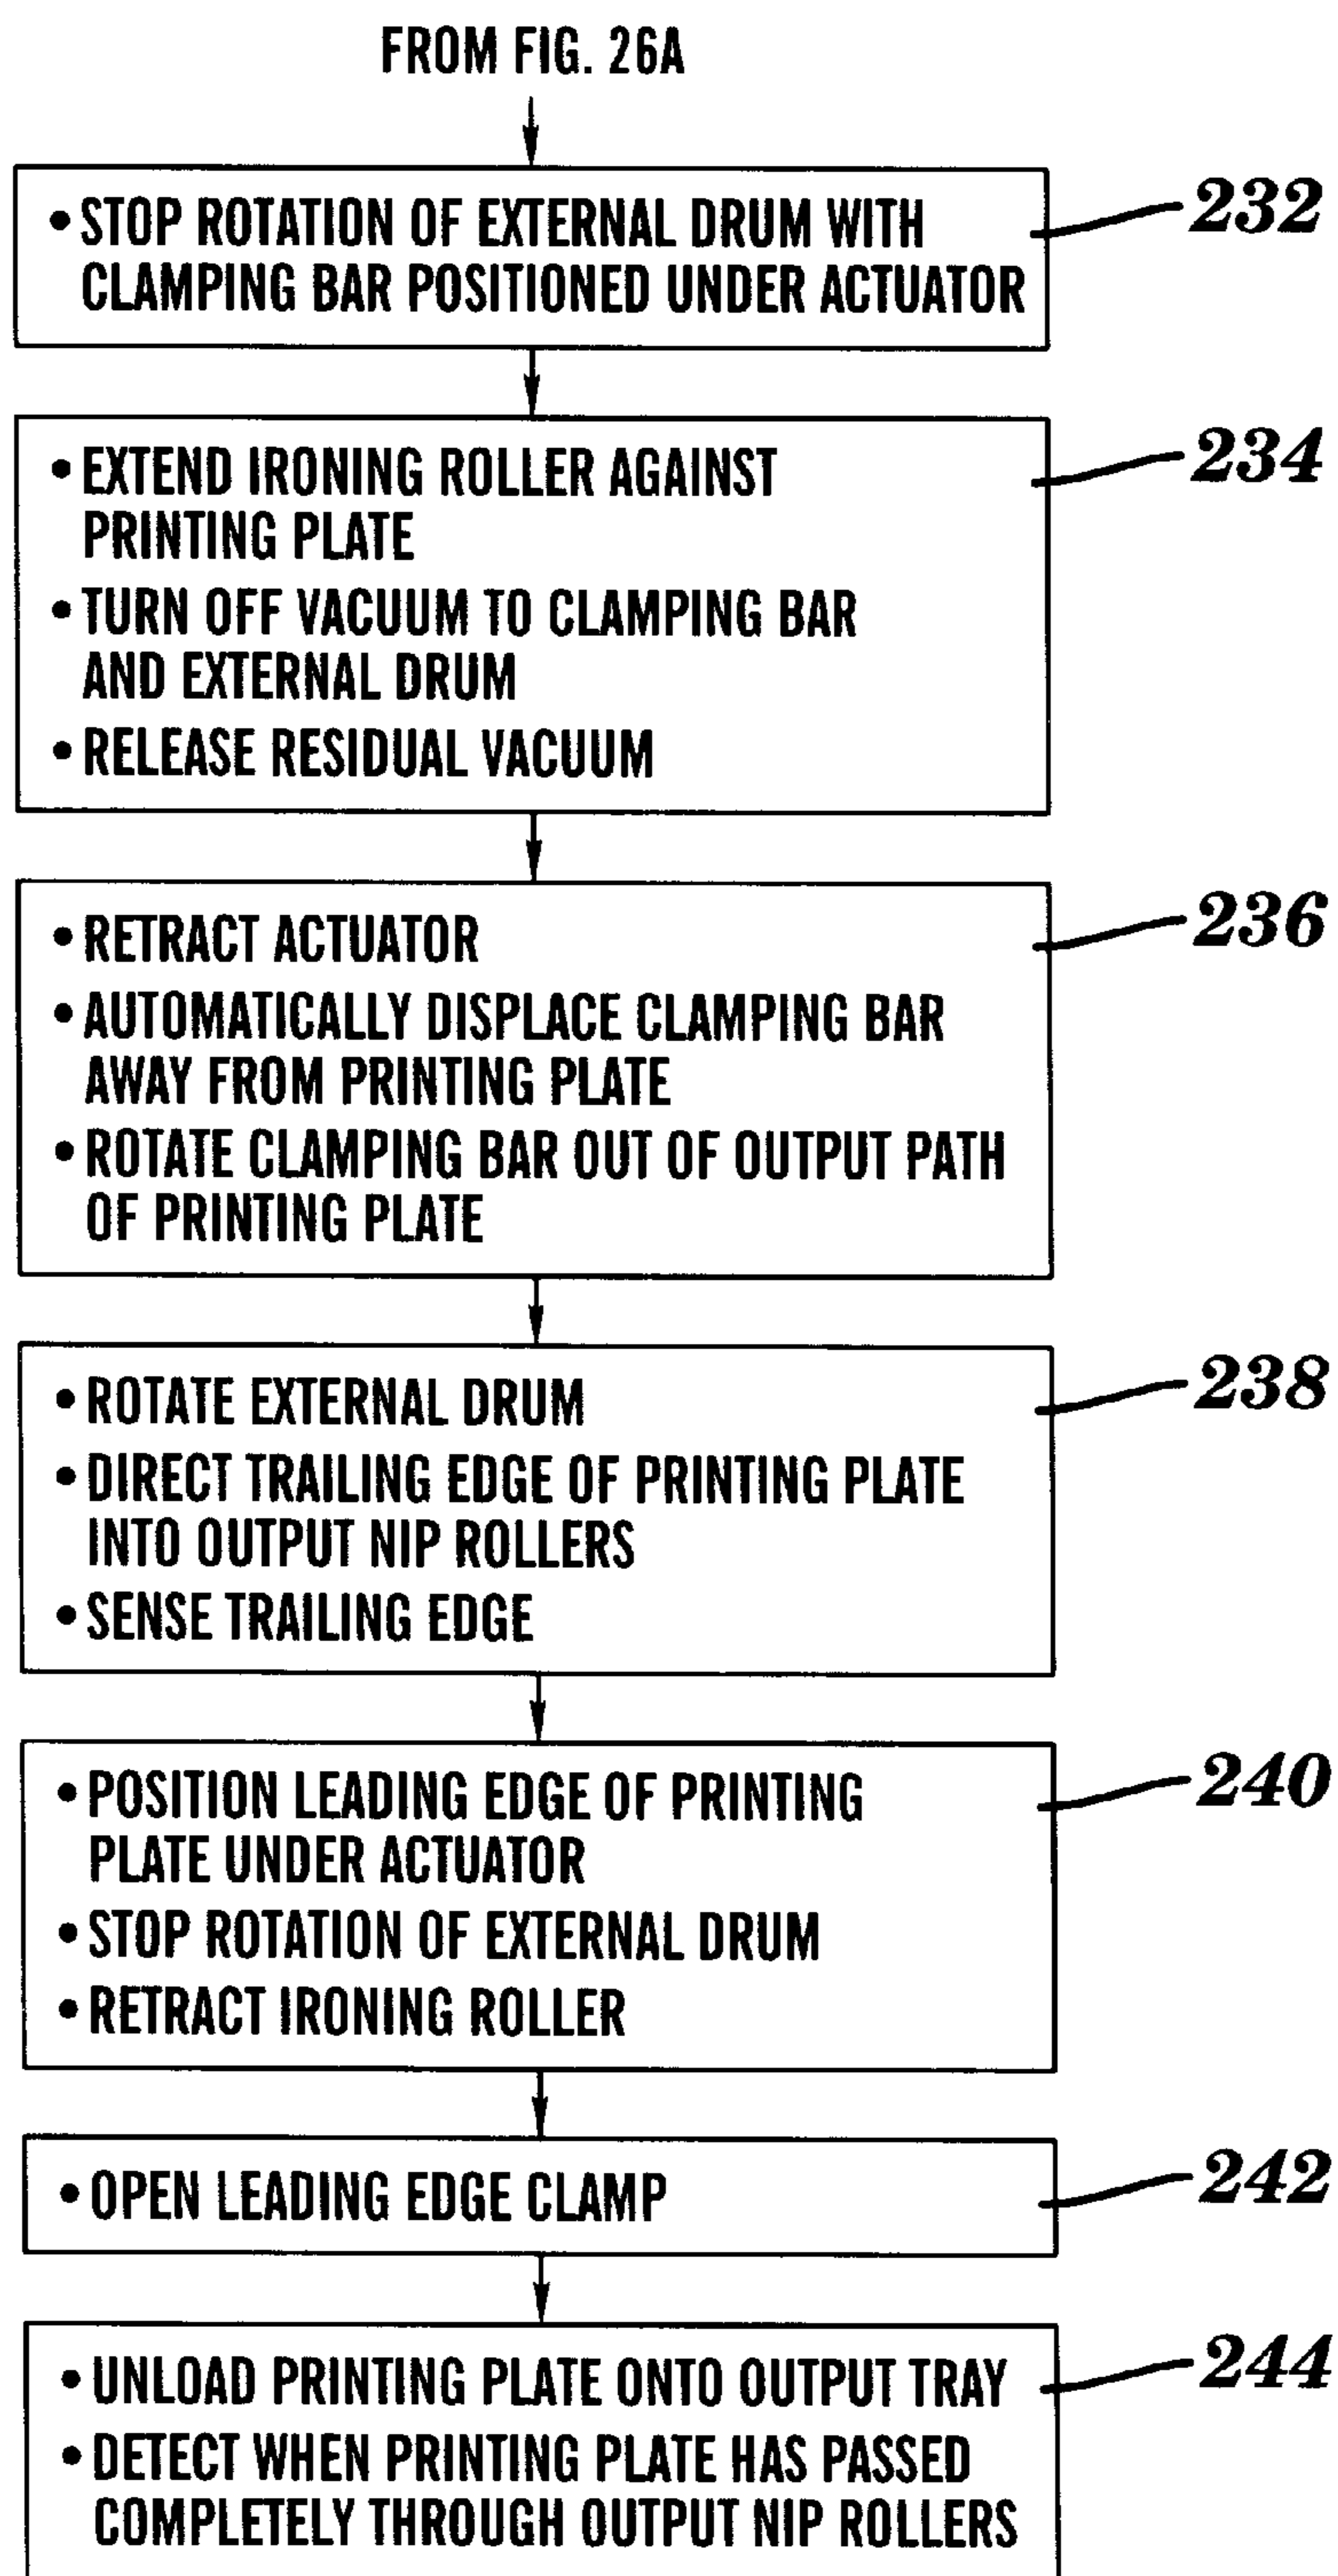 FROM FIG. 26A
• STOP ROTATION OF EXTERNAL DRUM WITH
CLAMPING BAR POSITIONED UNDER ACTUATOR
232
• EXTEND IRONING ROLLER AGAINST
PRINTING PLATE
• TURN OFF VACUUM TO CLAMPING BAR
AND EXTERNAL DRUM
• RELEASE RESIDUAL VACUUM
234
• RETRACT ACTUATOR
• AUTOMATICALLY DISPLACE CLAMPING BAR
AWAY FROM PRINTING PLATE
• ROTATE CLAMPING BAR OUT OF OUTPUT PATH
OF PRINTING PLATE
236
• ROTATE EXTERNAL DRUM
• DIRECT TRAILING EDGE OF PRINTING PLATE
INTO OUTPUT NIP ROLLERS
• SENSE TRAILING EDGE
238
• POSITION LEADING EDGE OF PRINTING
PLATE UNDER ACTUATOR
• STOP ROTATION OF EXTERNAL DRUM
• RETRACT IRONING ROLLER
240
• OPEN LEADING EDGE CLAMP
242
• UNLOAD PRINTING PLATE ONTO OUTPUT TRAY
• DETECT WHEN PRINTING PLATE HAS PASSED
COMPLETELY THROUGH OUTPUT NIP ROLLERS
244